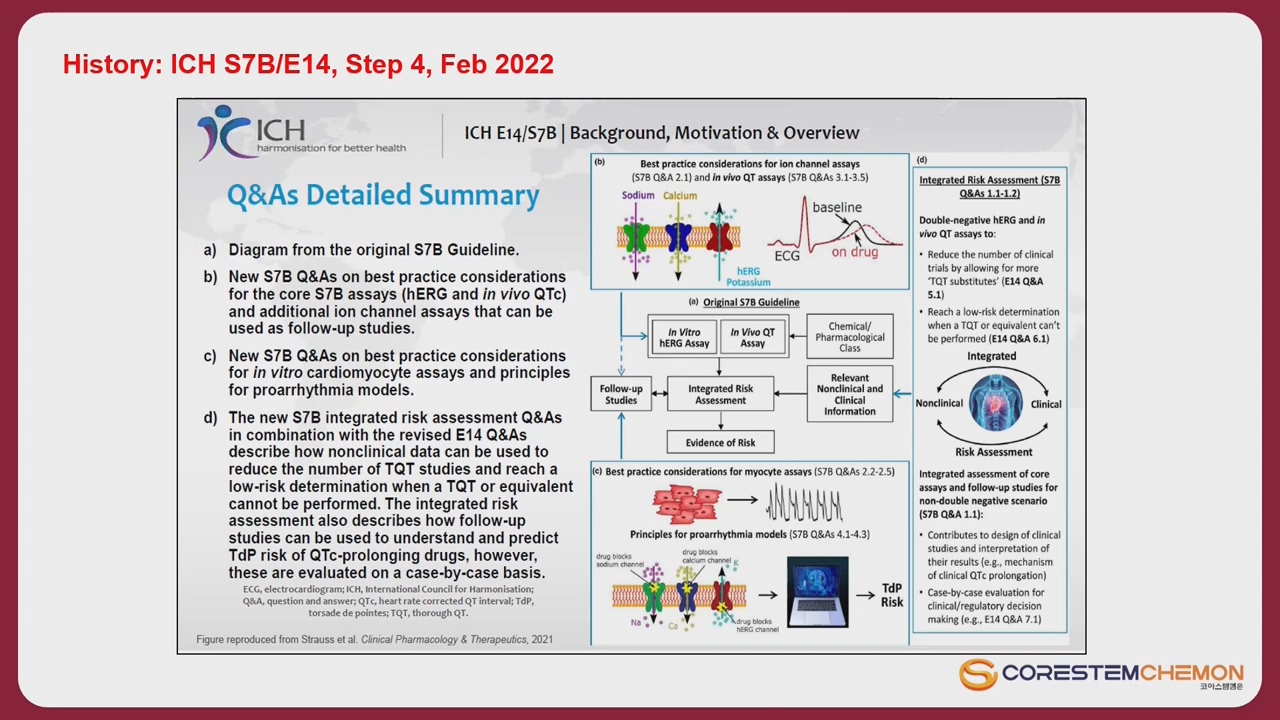 History: ICH S7B/E14, Step 4, Feb 2022
ICH
harmonisation for better health
ICH E14/S7B | Background, Motivation & Overview
Q&As Detailed Summary
a) Diagram from the original S7B Guideline.
b) New S7B Q&As on best practice considerations
for the core S7B assays (hERG and in vivo QTc)
and additional ion channel assays that can be
used as follow-up studies.
c) New S7B Q&As on best practice considerations
for in vitro cardiomyocyte assays and principles
for proarrhythmia models.
d) The new S7B integrated risk assessment Q&As
in combination with the revised E14 Q&As
describe how nonclinical data can be used to
reduce the number of TQT studies and reach a
low-risk determination when a TQT or equivalent
cannot be performed. The integrated risk
assessment also describes how follow-up
studies can be used to understand and predict
TdP risk of QTc-prolonging drugs, however,
these are evaluated on a case-by-case basis.
ECG, electrocardiogram; ICH, International Council for Harmonisation;
Q&A, question and answer; QTc, heart rate corrected QT interval; TdP,
torsade de pointes; TQT, thorough QT.
Figure reproduced from Strauss et al. Clinical Pharmacology & Therapeutics, 2021
(b) Best practice considerations for ion channel assays
(S7B Q&A 2.1) and in vivo QT assays (S7B Q&As 3.1-3.5)
Sodium Calcium
hERG
Potassium
baseline
ECG
on drug
(a) Original S7B Guideline
In Vitro
hERG Assay
In Vivo QT
Assay
Chemical/
Pharmacological
Class
Follow-up
Studies
Integrated Risk
Assessment
Relevant
Nonclinical and
Clinical
Information
Evidence of Risk
(c) Best practice considerations for myocyte assays (S7B Q&As 2.2-2.5)
Principles for proarrhythmia models (S7B Q&As 4.1-4.3)
drug blocks
sodium channel
drug blocks
calcium channel
K
Na
Ca
drug blocks
hERG channel
TdP
Risk
(d)
Integrated Risk Assessment (S7B
Q&As 1.1-1.2)
Double-negative hERG and in
vivo QT assays to:
• Reduce the number of clinical
trials by allowing for more
'TQT substitutes' (E14 Q&A
5.1)
• Reach a low-risk determination
when a TQT or equivalent can't
be performed (E14 Q&A 6.1)
Integrated
Nonclinical
Clinical
Risk Assessment
Integrated assessment of core
assays and follow-up studies for
non-double negative scenario
(S7B Q&A 1.1):
• Contributes to design of clinical
studies and interpretation of
their results (e.g., mechanism
of clinical QTc prolongation)
• Case-by-case evaluation for
clinical/regulatory decision
making (e.g., E14 Q&A 7.1)
CORESTEMCHEMON
코아스템켐온